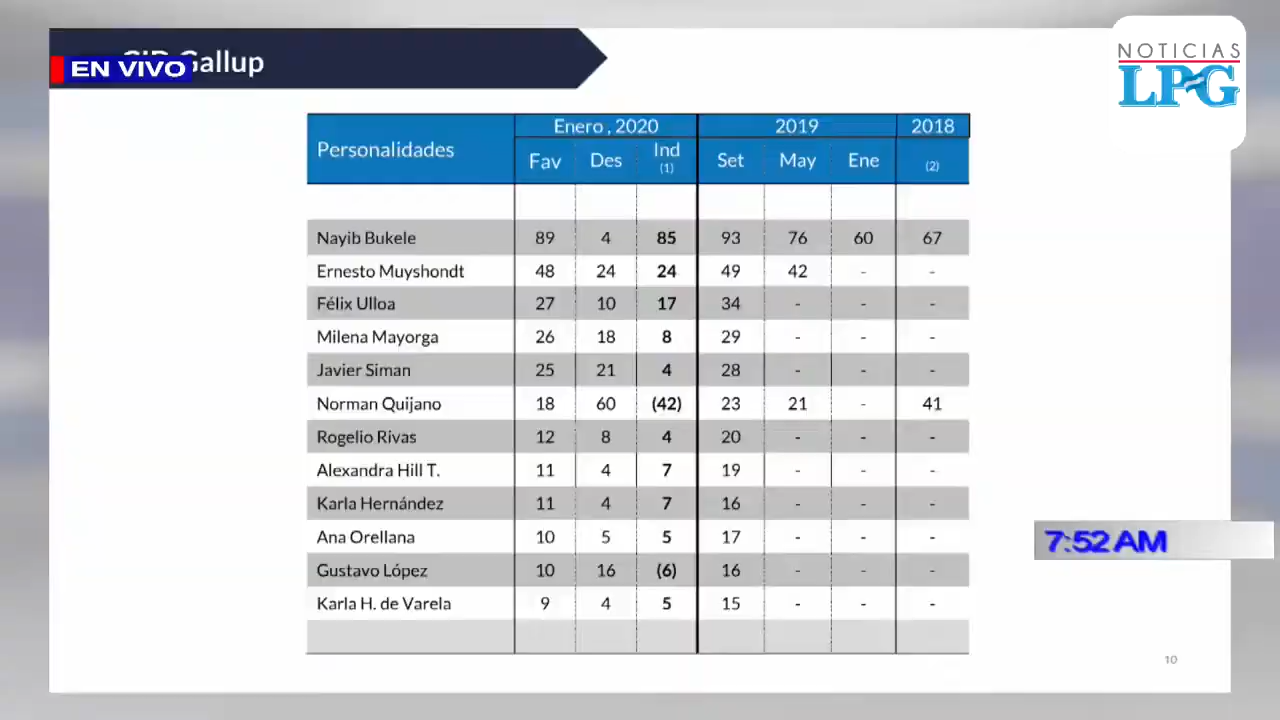 Gallup
EN VIVO
NOTICIAS
LPG
Personalidades Enero , 2020 2019 2018
Fav Des Ind (1) Set May Ene (2)
Nayib Bukele 89 4 85 93 76 60 67
Ernesto Muyshondt 48 24 24 49 42 - -
Félix Ulloa 27 10 17 34 - - -
Milena Mayorga 26 18 8 29 - - -
Javier Siman 25 21 4 28 - - -
Norman Quijano 18 60 (42) 23 21 - 41
Rogelio Rivas 12 8 4 20 - - -
Alexandra Hill T. 11 4 7 19 - - -
Karla Hernández 11 4 7 16 - - -
Ana Orellana 10 5 5 17 - - -
Gustavo López 10 16 (6) 16 - - -
Karla H. de Varela 9 4 5 15 - - -
7:52 AM
10